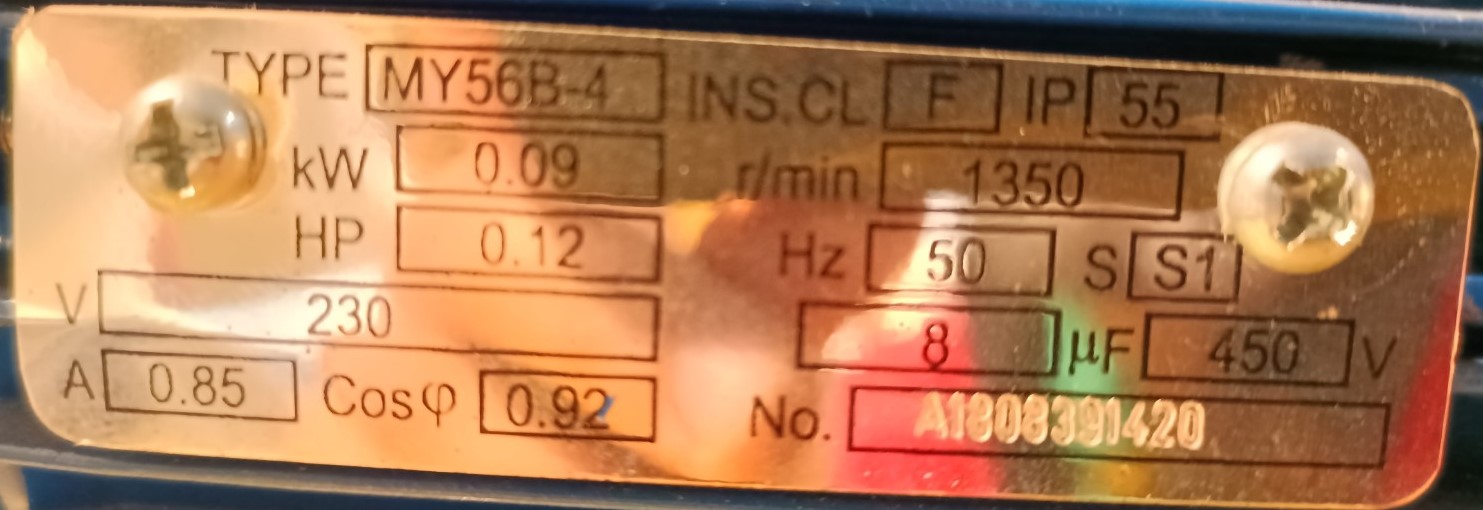 TYPE MY56B-4 INS.CL F IP 55
kW 0.09 r/min 1350
HP 0.12 Hz 50 S S1
V 230 8 µF 450 V
A 0.85 Cosφ 0.92 No. A1808391420